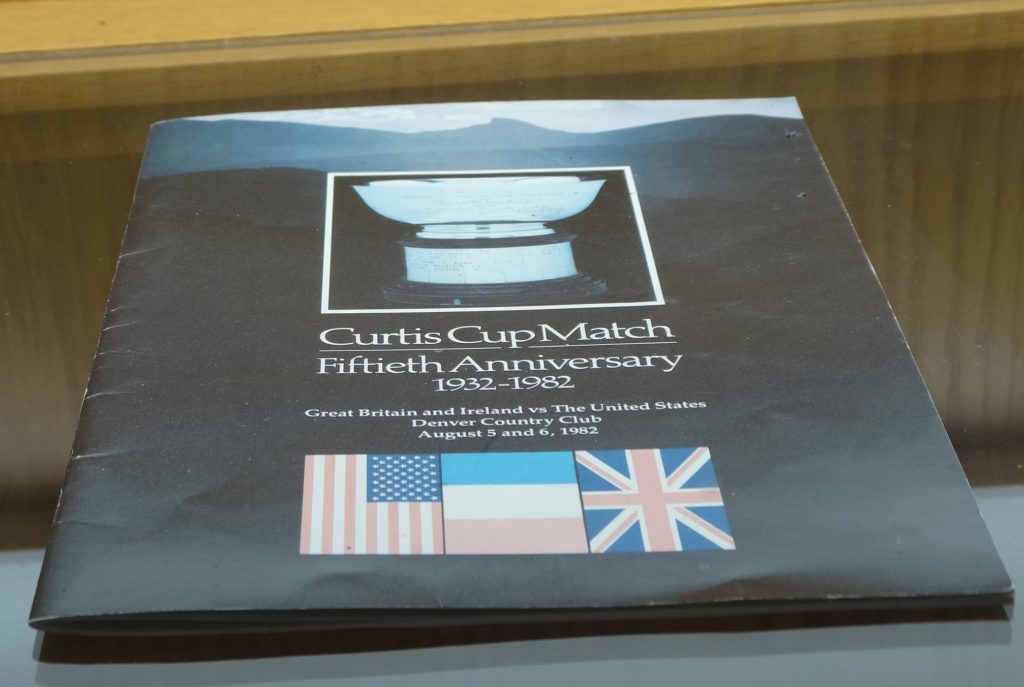 Curtis Cup Match
Fiftieth Anniversary
1932-1982
Great Britain and Ireland vs The United States
Denver Country Club
August 5 and 6, 1982